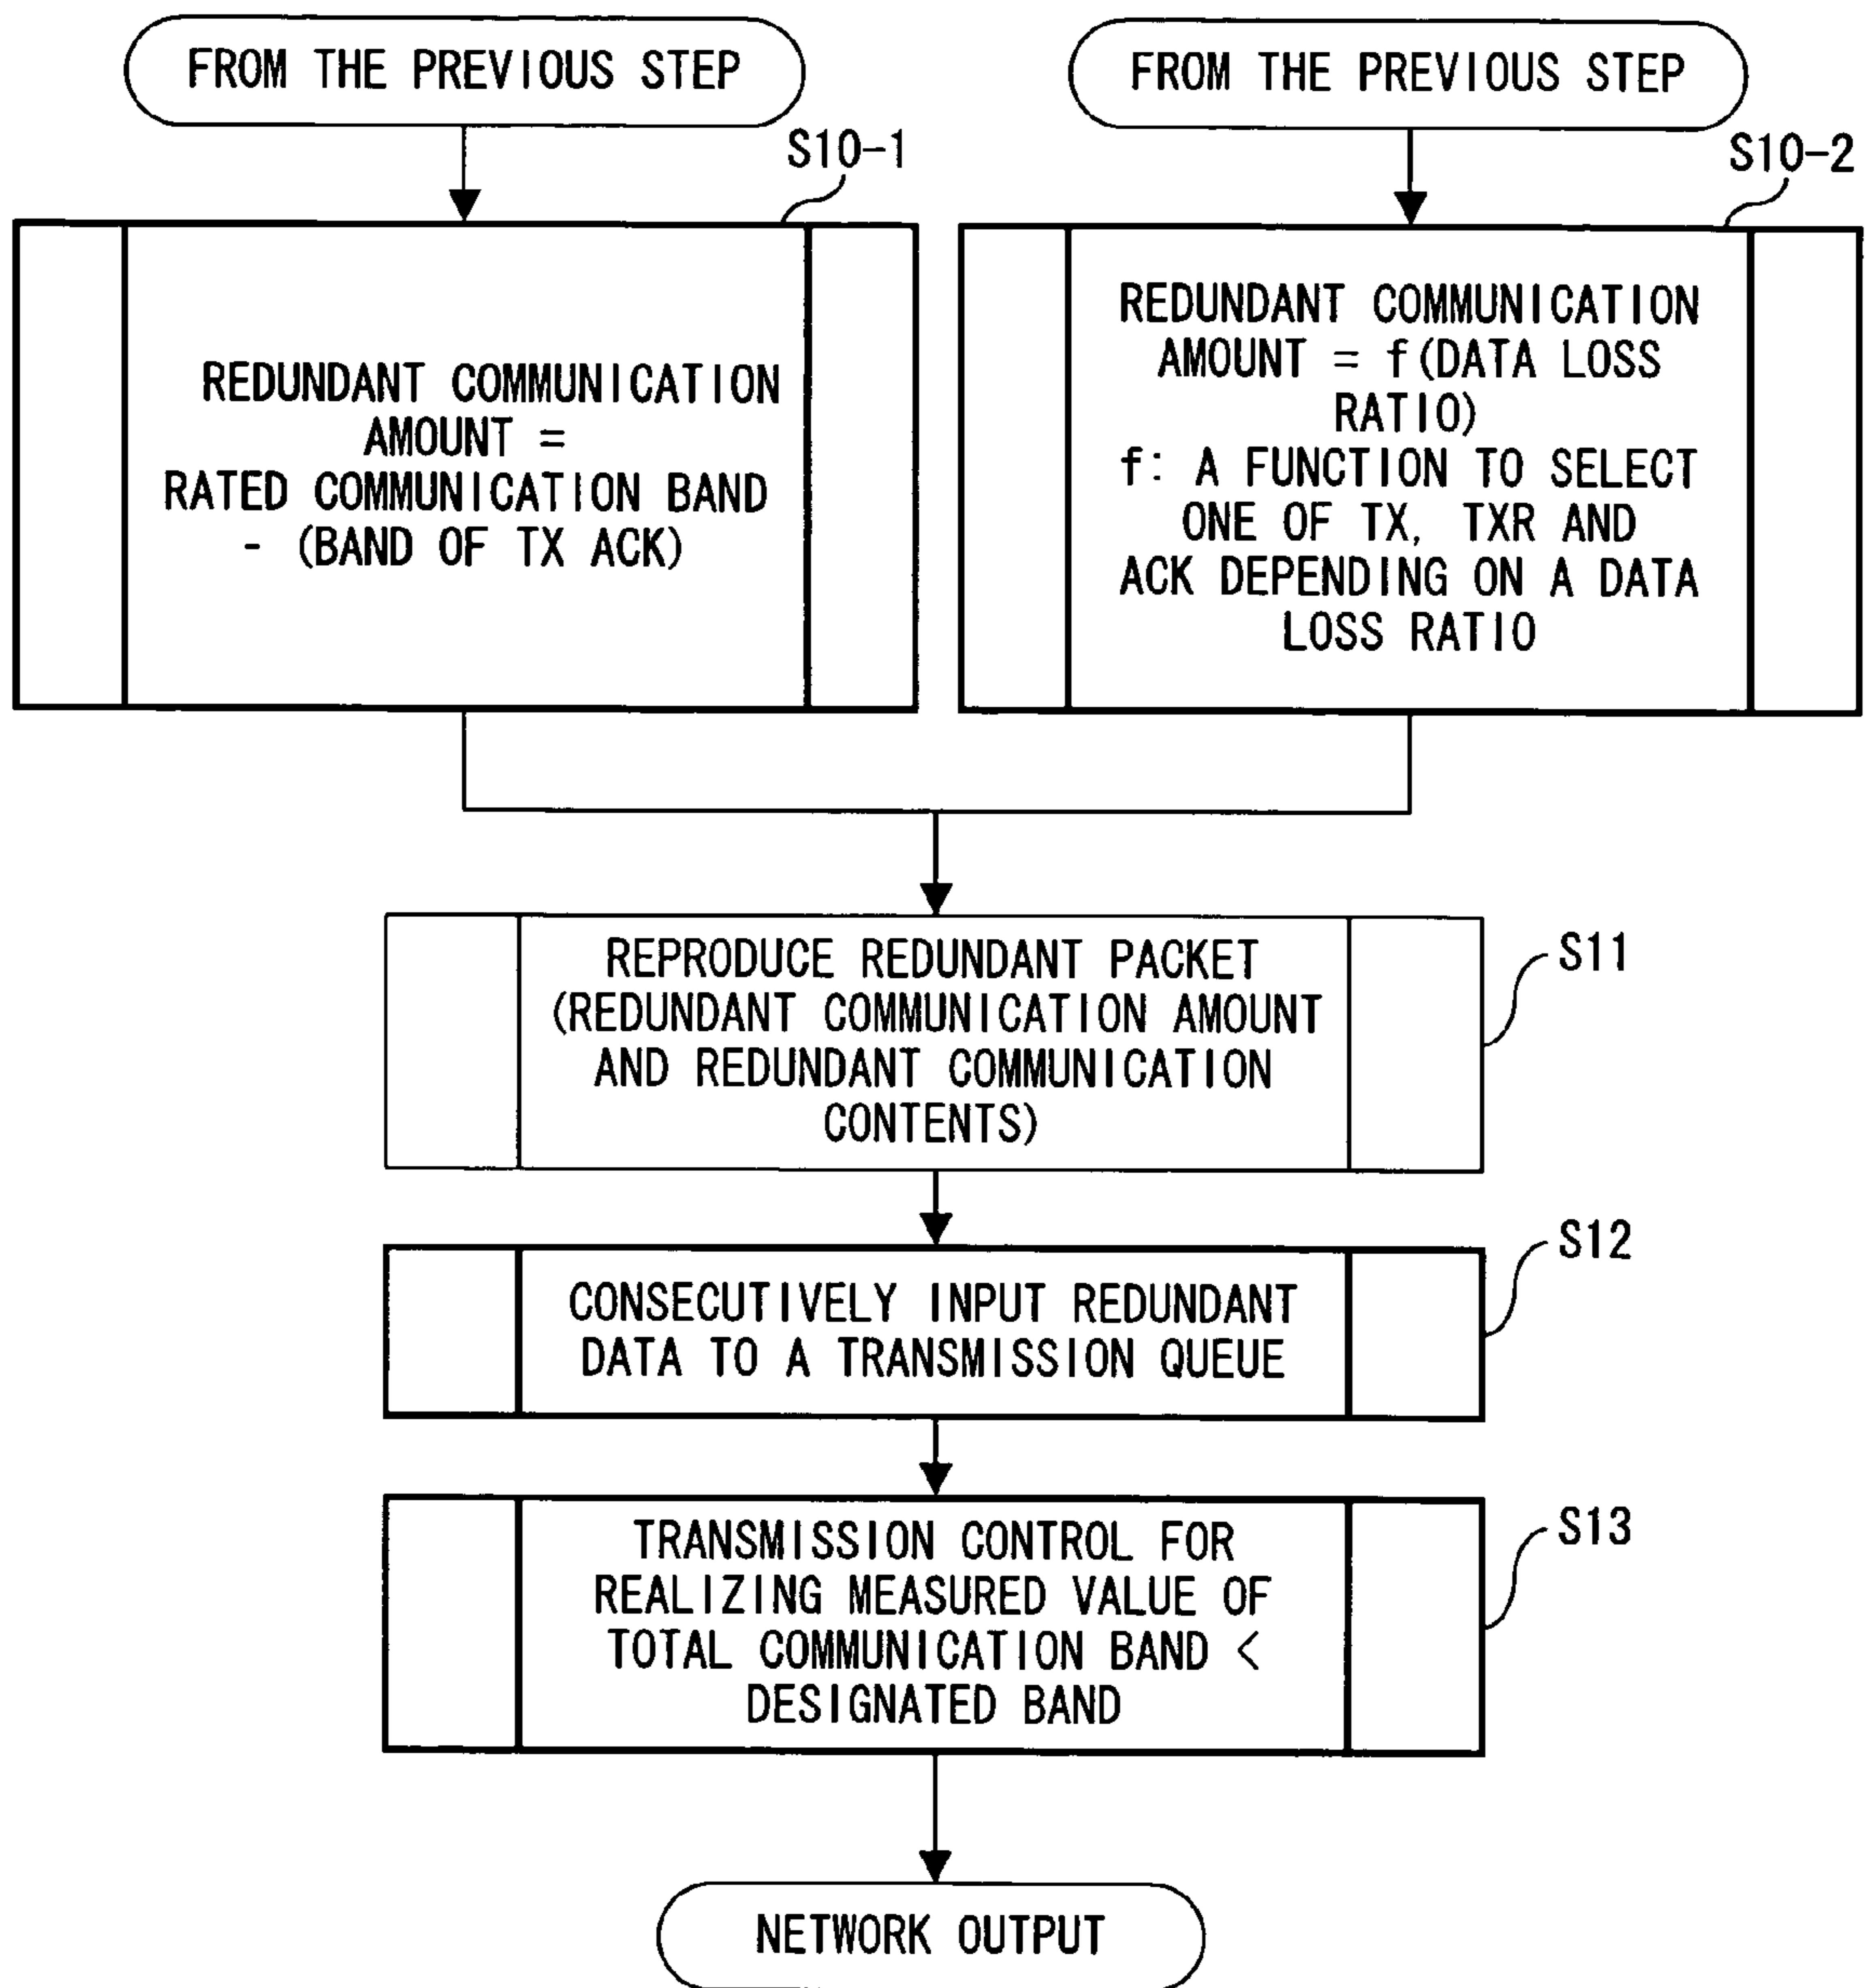 FROM THE PREVIOUS STEP
S10-1
REDUNDANT COMMUNICATION
AMOUNT =
RATED COMMUNICATION BAND
- (BAND OF TX ACK)
FROM THE PREVIOUS STEP
S10-2
REDUNDANT COMMUNICATION
AMOUNT = f(DATA LOSS
RATIO)
f: A FUNCTION TO SELECT
ONE OF TX, TXR AND
ACK DEPENDING ON A DATA
LOSS RATIO
REPRODUCE REDUNDANT PACKET
(REDUNDANT COMMUNICATION AMOUNT
AND REDUNDANT COMMUNICATION
CONTENTS)
S11
CONSECUTIVELY INPUT REDUNDANT
DATA TO A TRANSMISSION QUEUE
S12
TRANSMISSION CONTROL FOR
REALIZING MEASURED VALUE OF
TOTAL COMMUNICATION BAND <
DESIGNATED BAND
S13
NETWORK OUTPUT